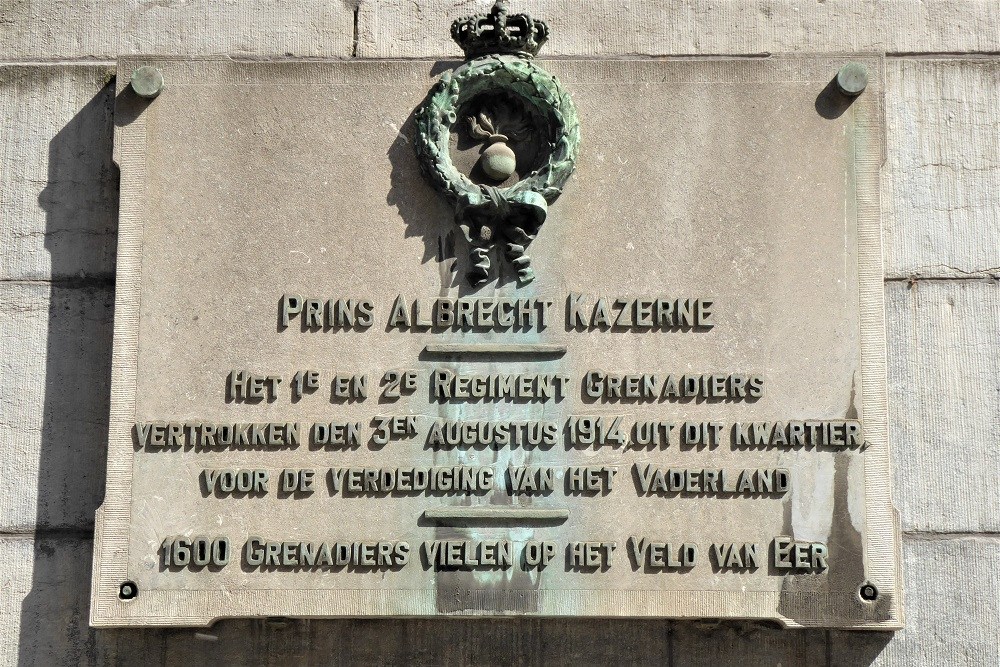 Prins Albrecht Kazerne
Het 1e en 2e Regiment Grenadiers
vertrokken den 3en augustus 1914, uit dit kwartier,
voor de verdediging van het Vaderland
1600 Grenadiers vielen op het Veld van Eer